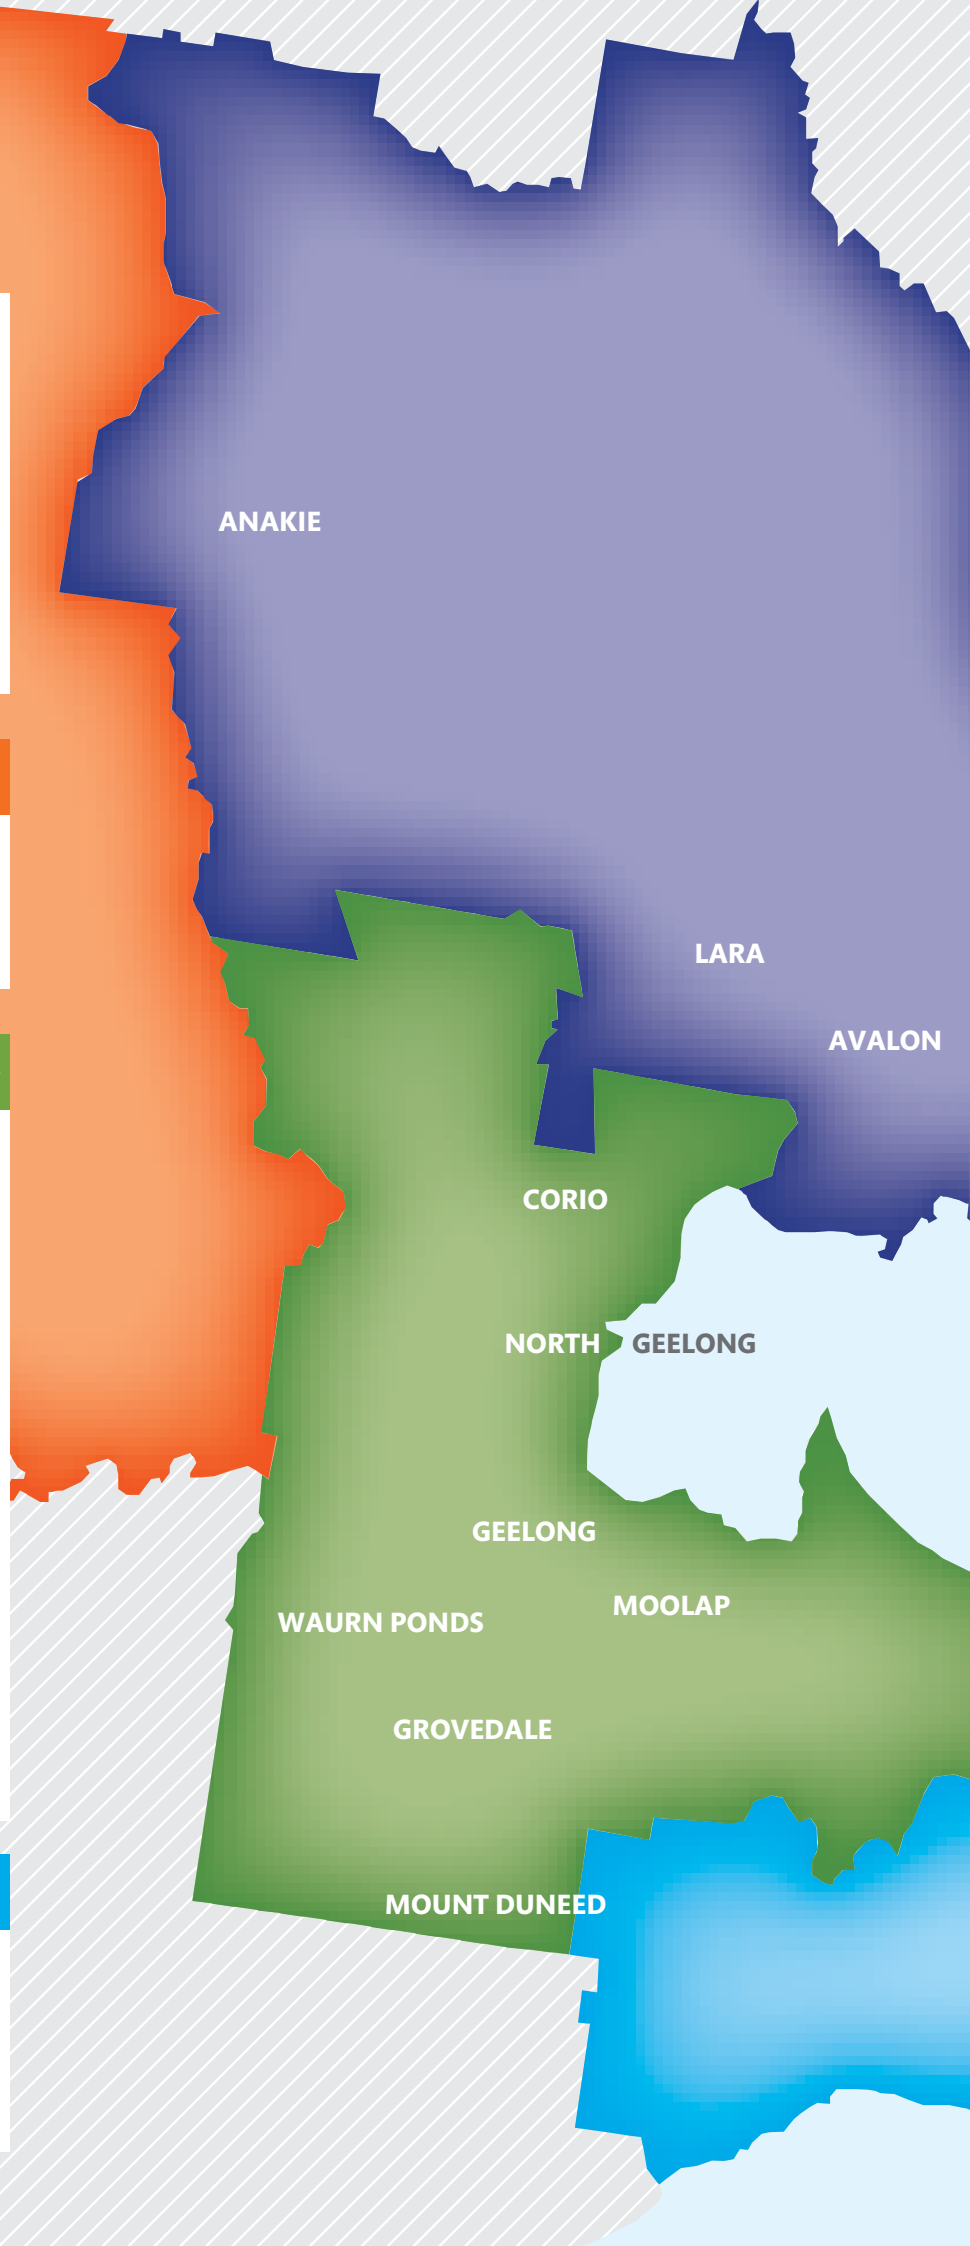 ANAKIE
LARA
AVALON
CORIO
NORTH GEELONG
GEELONG
MOOLAP
WAURN PONDS
GROVEDALE
MOUNT DUNEED